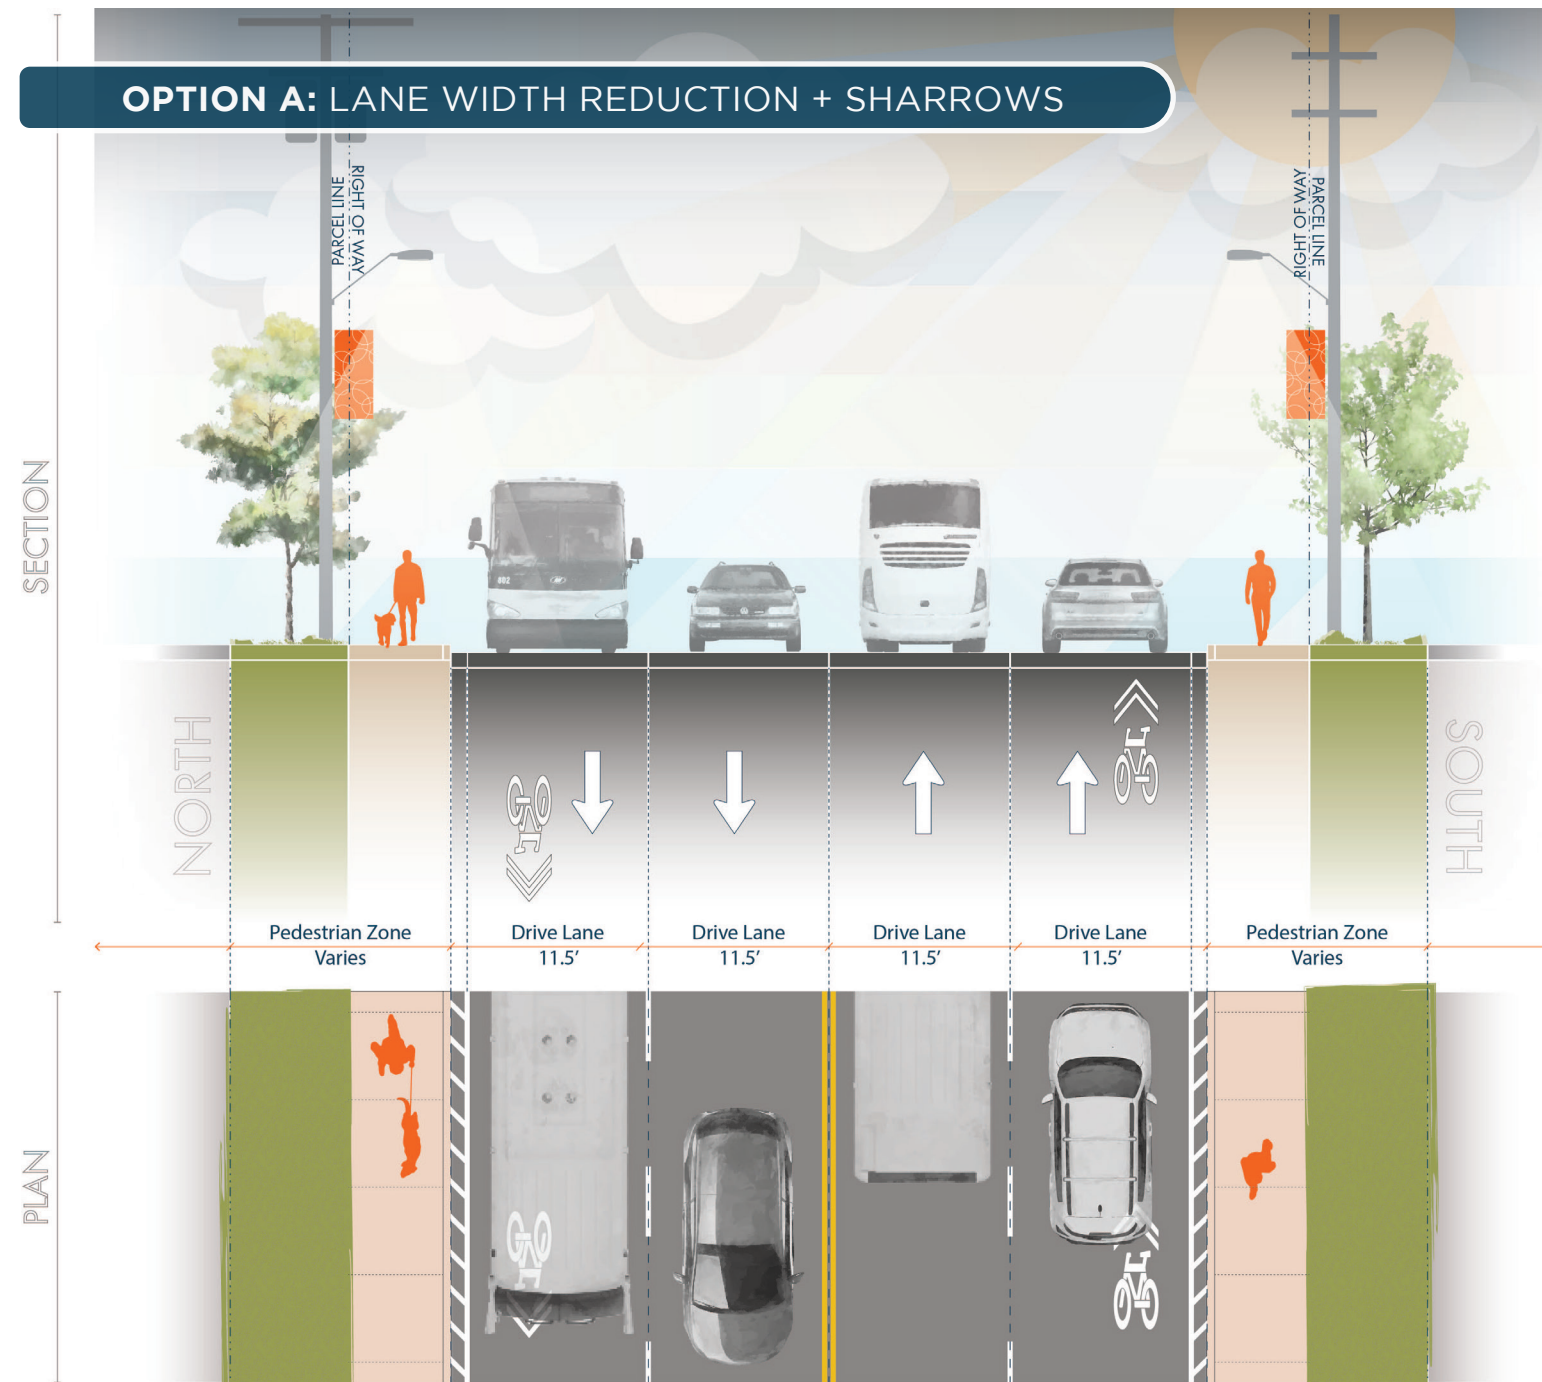 OPTION A: LANE WIDTH REDUCTION + SHARROWS
PARCEL LINE
RIGHT OF WAY
RIGHT OF WAY
PARCEL LINE
SECTION
802
NORTH
SOUTH
Pedestrian Zone
Varies
Drive Lane
11.5’
Drive Lane
11.5’
Drive Lane
11.5’
Drive Lane
11.5’
Pedestrian Zone
Varies
PLAN